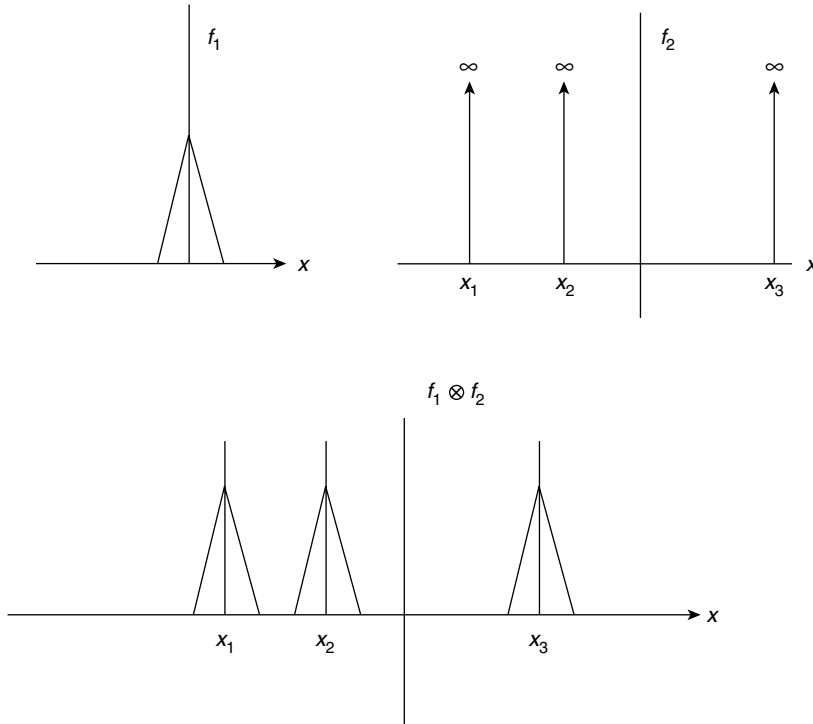 f₁
f₂
∞ ∞ ∞
x
x
x₁ x₂ x₃
f₁ ⊗ f₂
x
x₁ x₂ x₃